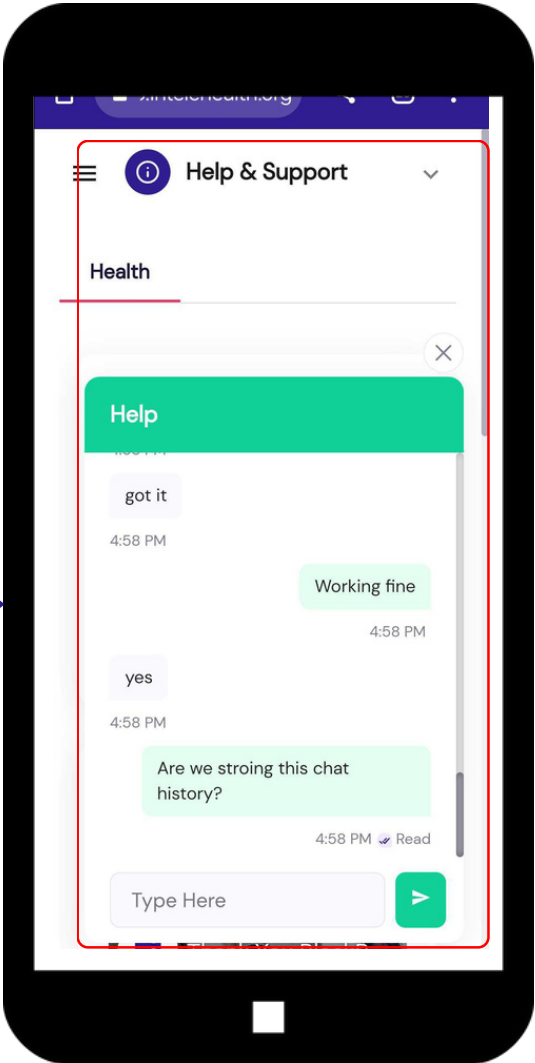 Help & Support
Health
Help
got it
4:58 PM
Working fine
4:58 PM
yes
4:58 PM
Are we stroing this chat
history?
4:58 PM Read
Type Here